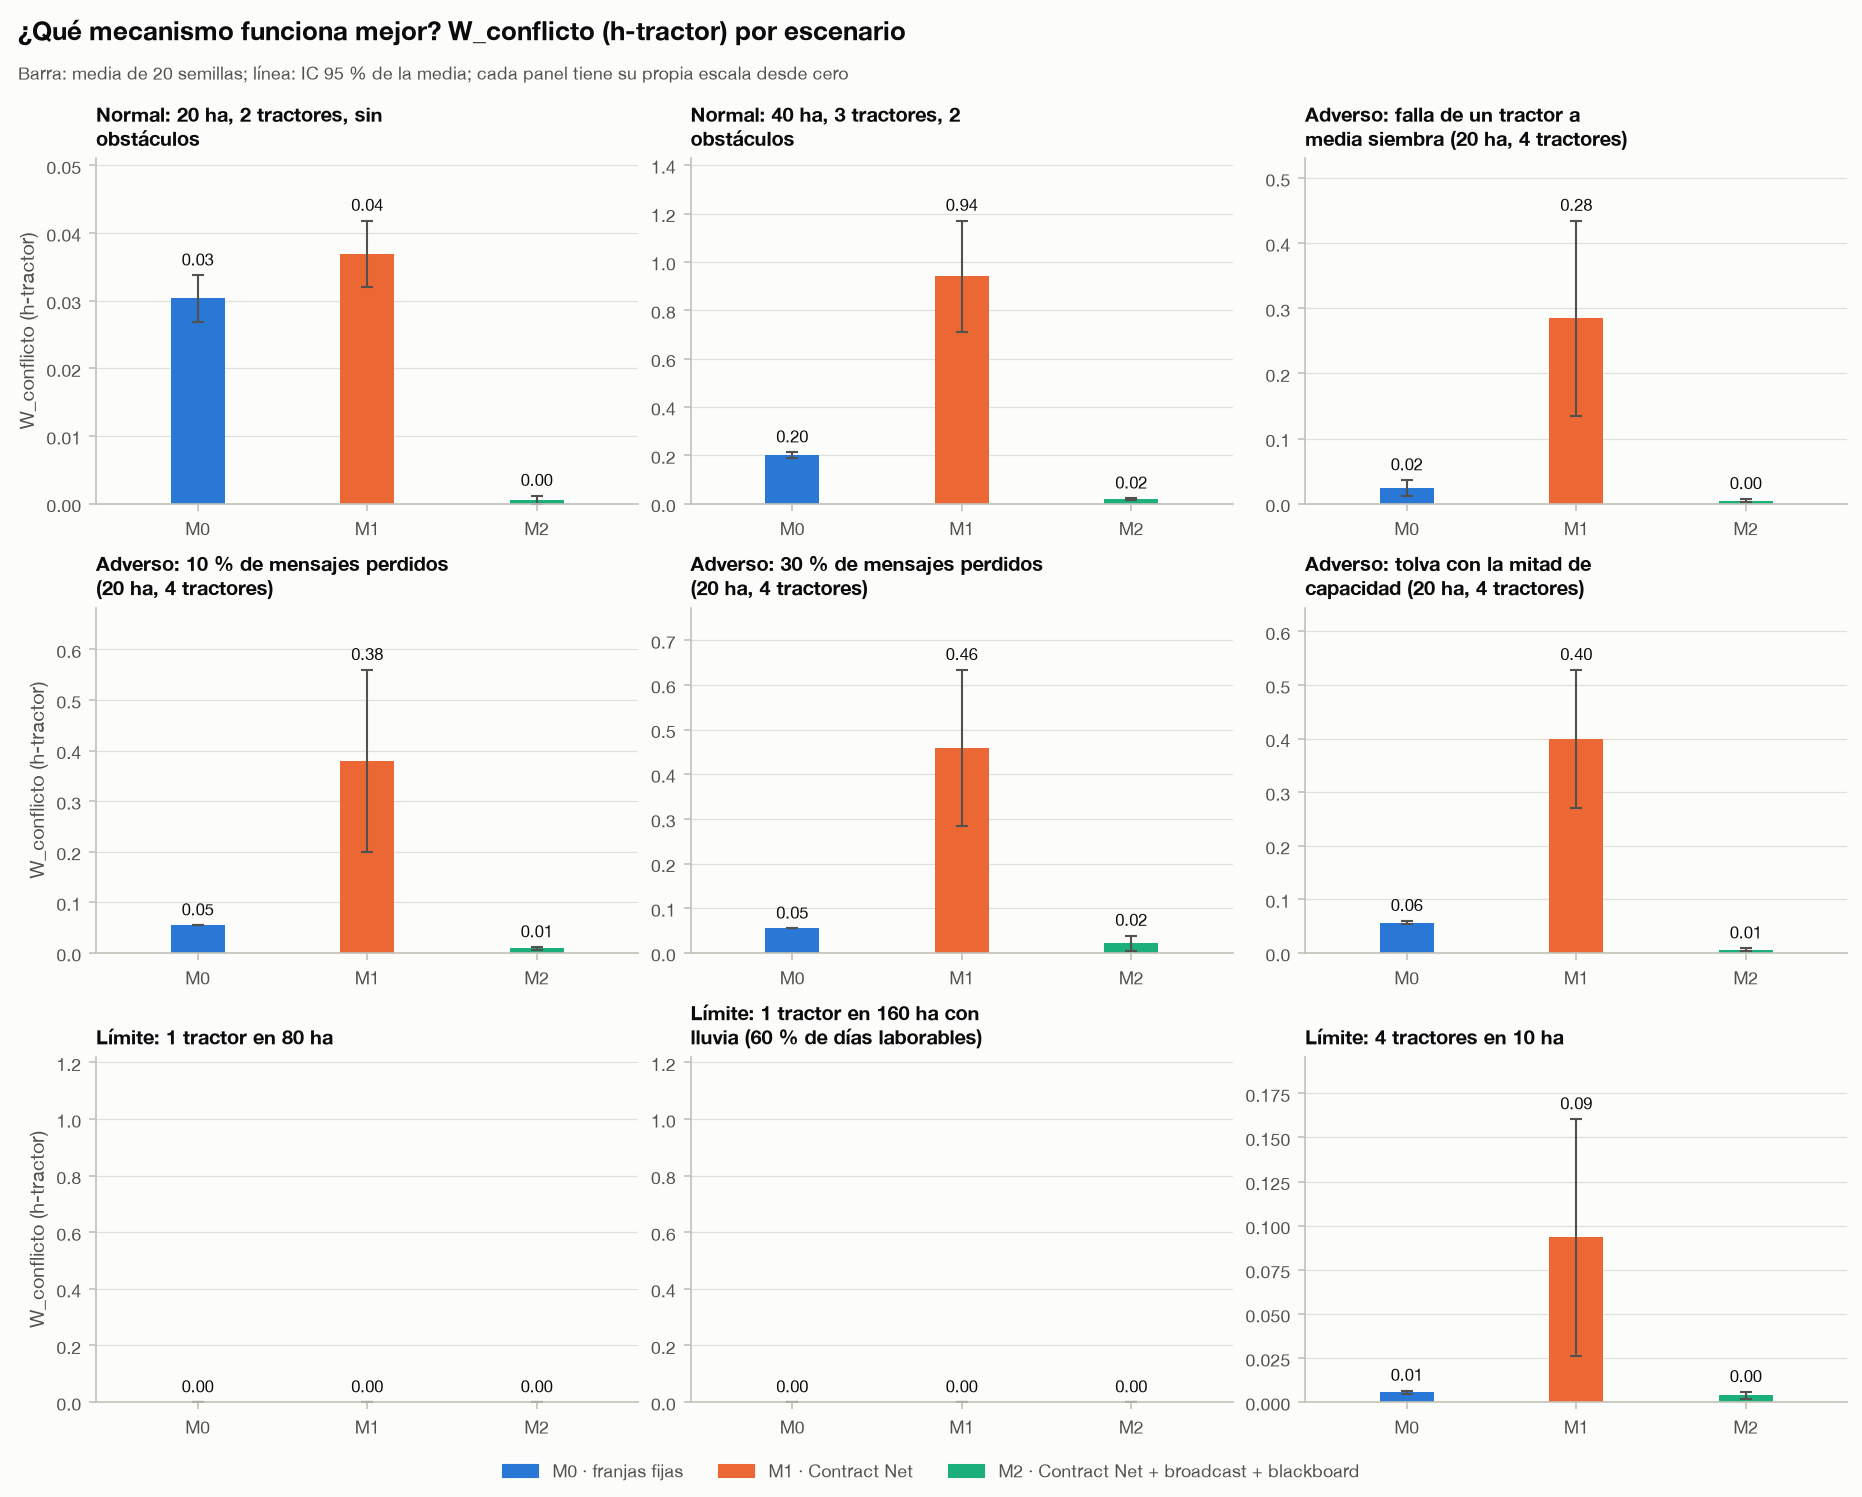 ¿Qué mecanismo funciona mejor? W_conflicto (h-tractor) por escenario
Barra: media de 20 semillas; línea: IC 95 % de la media; cada panel tiene su propia escala desde cero
Normal: 20 ha, 2 tractores, sin
obstáculos
W_conflicto (h-tractor)
0.05
0.04
0.03
0.02
0.01
0.00
0.03
0.04
0.00
M0
M1
M2
Normal: 40 ha, 3 tractores, 2
obstáculos
1.4
1.2
1.0
0.8
0.6
0.4
0.2
0.0
0.20
0.94
0.02
M0
M1
M2
Adverso: falla de un tractor a
media siembra (20 ha, 4 tractores)
0.5
0.4
0.3
0.2
0.1
0.0
0.02
0.28
0.00
M0
M1
M2
Adverso: 10 % de mensajes perdidos
(20 ha, 4 tractores)
W_conflicto (h-tractor)
0.6
0.5
0.4
0.3
0.2
0.1
0.0
0.05
0.38
0.01
M0
M1
M2
Adverso: 30 % de mensajes perdidos
(20 ha, 4 tractores)
0.7
0.6
0.5
0.4
0.3
0.2
0.1
0.0
0.05
0.46
0.02
M0
M1
M2
Adverso: tolva con la mitad de
capacidad (20 ha, 4 tractores)
0.6
0.5
0.4
0.3
0.2
0.1
0.0
0.06
0.40
0.01
M0
M1
M2
Límite: 1 tractor en 80 ha
W_conflicto (h-tractor)
1.2
1.0
0.8
0.6
0.4
0.2
0.0
0.00
0.00
0.00
M0
M1
M2
Límite: 1 tractor en 160 ha con
lluvia (60 % de días laborables)
1.2
1.0
0.8
0.6
0.4
0.2
0.0
0.00
0.00
0.00
M0
M1
M2
Límite: 4 tractores en 10 ha
0.175
0.150
0.125
0.100
0.075
0.050
0.025
0.000
0.01
0.09
0.00
M0
M1
M2
M0 · franjas fijas
M1 · Contract Net
M2 · Contract Net + broadcast + blackboard